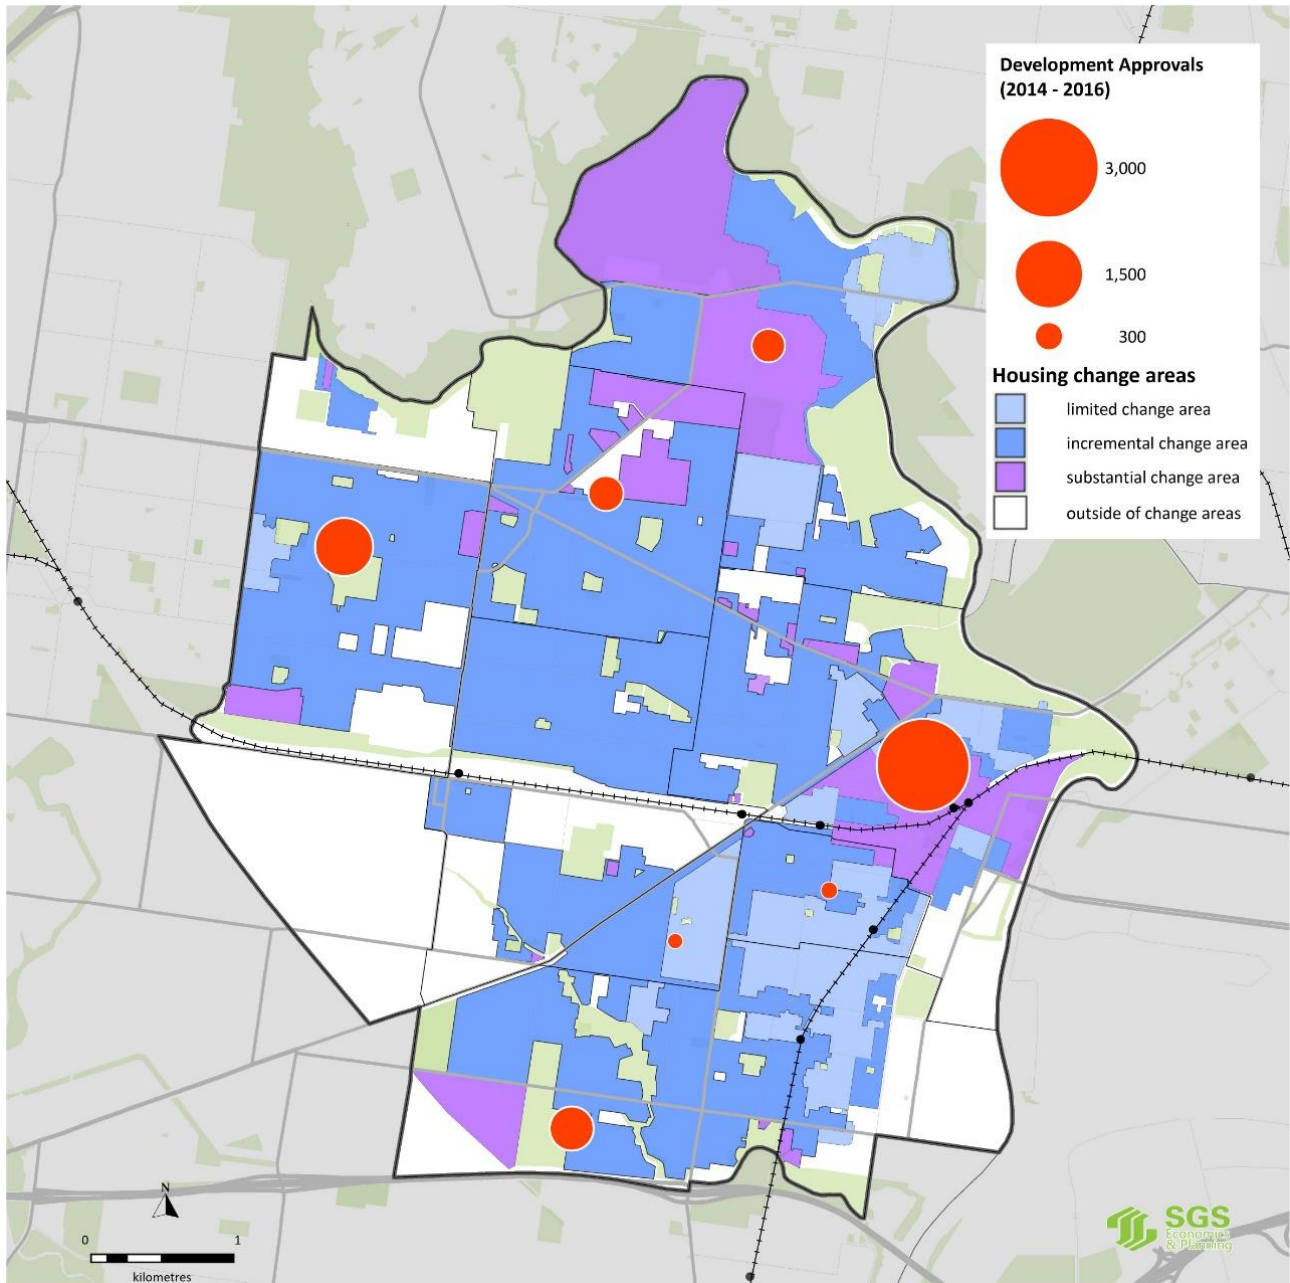 Development Approvals
(2014 - 2016)
3,000
1,500
300
Housing change areas
limited change area
incremental change area
substantial change area
outside of change areas
N
0 1
kilometres
SGS
Economics
& Planning